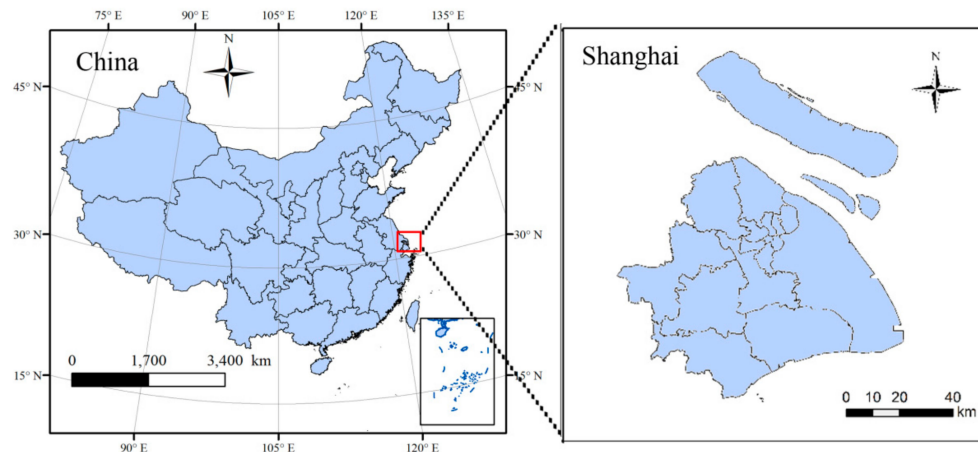 75° E 90° E 105° E 120° E 135° E
China
N
45° N
45° N
30° N
30° N
0 1,700 3,400 km
15° N
15° N
90° E 105° E 120° E
Shanghai
N
0 10 20 40
km